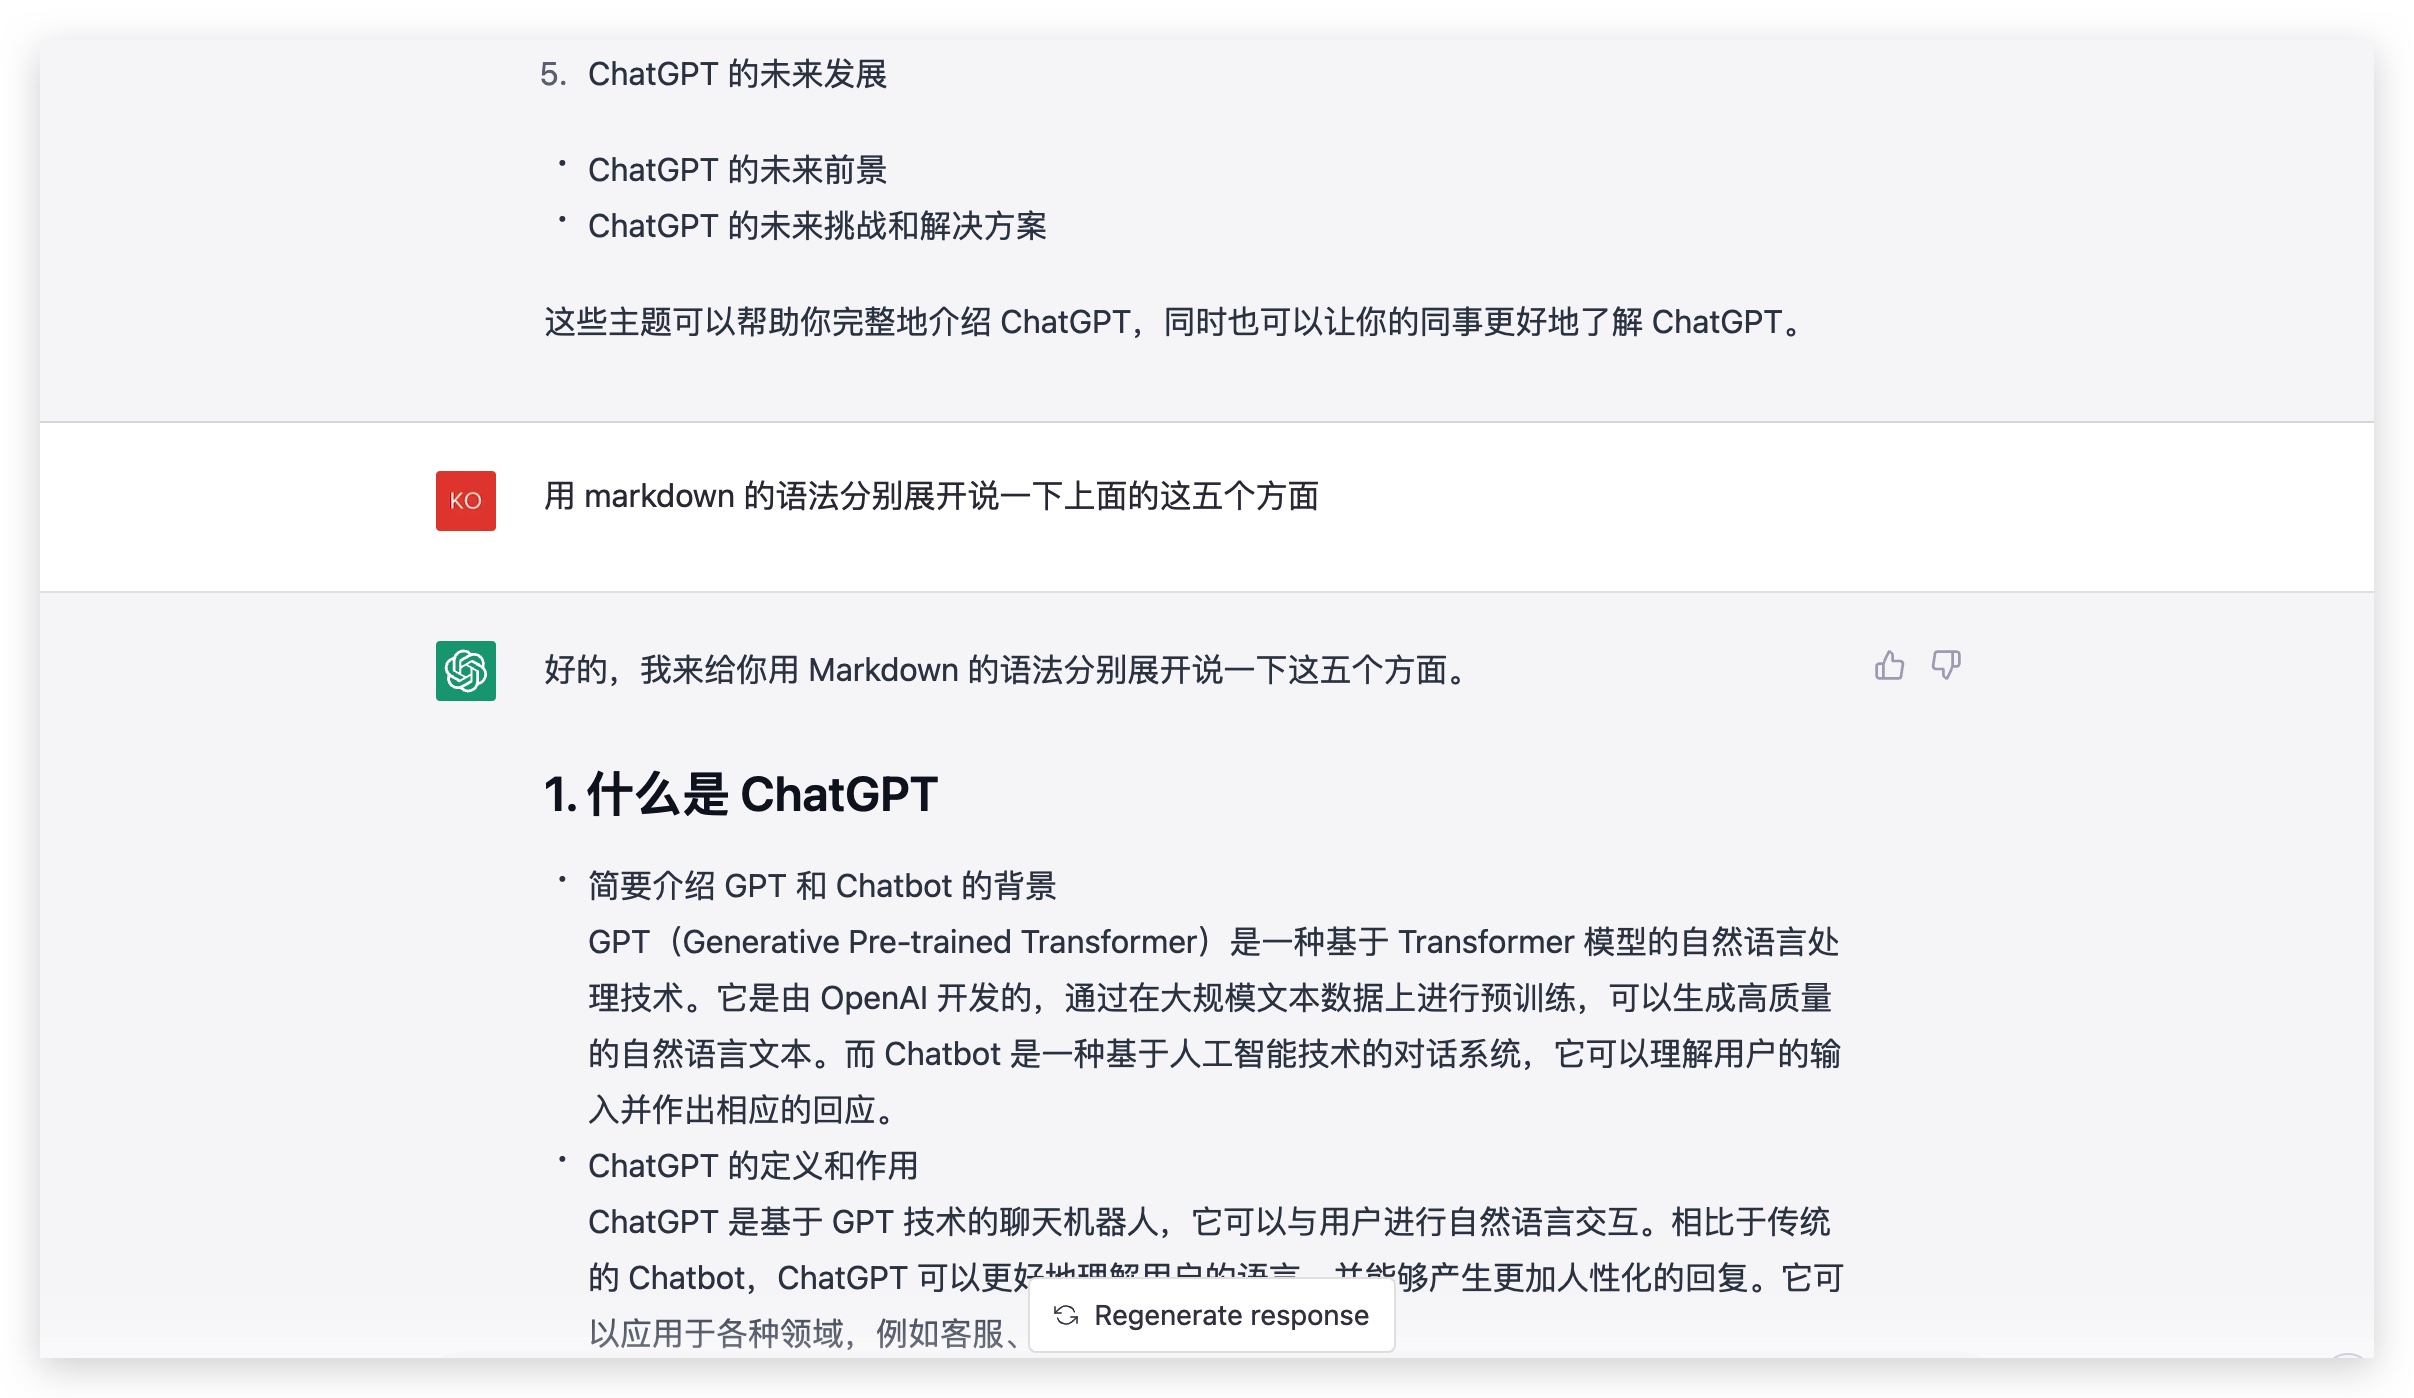 5. ChatGPT 的未来发展
• ChatGPT 的未来前景
• ChatGPT 的未来挑战和解决方案
这些主题可以帮助你完整地介绍 ChatGPT，同时也可以让你的同事更好地了解 ChatGPT。
KO
用 markdown 的语法分别展开说一下上面的这五个方面
好的，我来给你用 Markdown 的语法分别展开说一下这五个方面。
1. 什么是 ChatGPT
• 简要介绍 GPT 和 Chatbot 的背景
GPT（Generative Pre-trained Transformer）是一种基于 Transformer 模型的自然语言处
理技术。它是由 OpenAI 开发的，通过在大规模文本数据上进行预训练，可以生成高质量
的自然语言文本。而 Chatbot 是一种基于人工智能技术的对话系统，它可以理解用户的输
入并作出相应的回应。
• ChatGPT 的定义和作用
ChatGPT 是基于 GPT 技术的聊天机器人，它可以与用户进行自然语言交互。相比于传统
的 Chatbot，ChatGPT 可以更好地理解用户的语言，并能够产生更加人性化的回复。它可
以应用于各种领域，例如客服、
Regenerate response